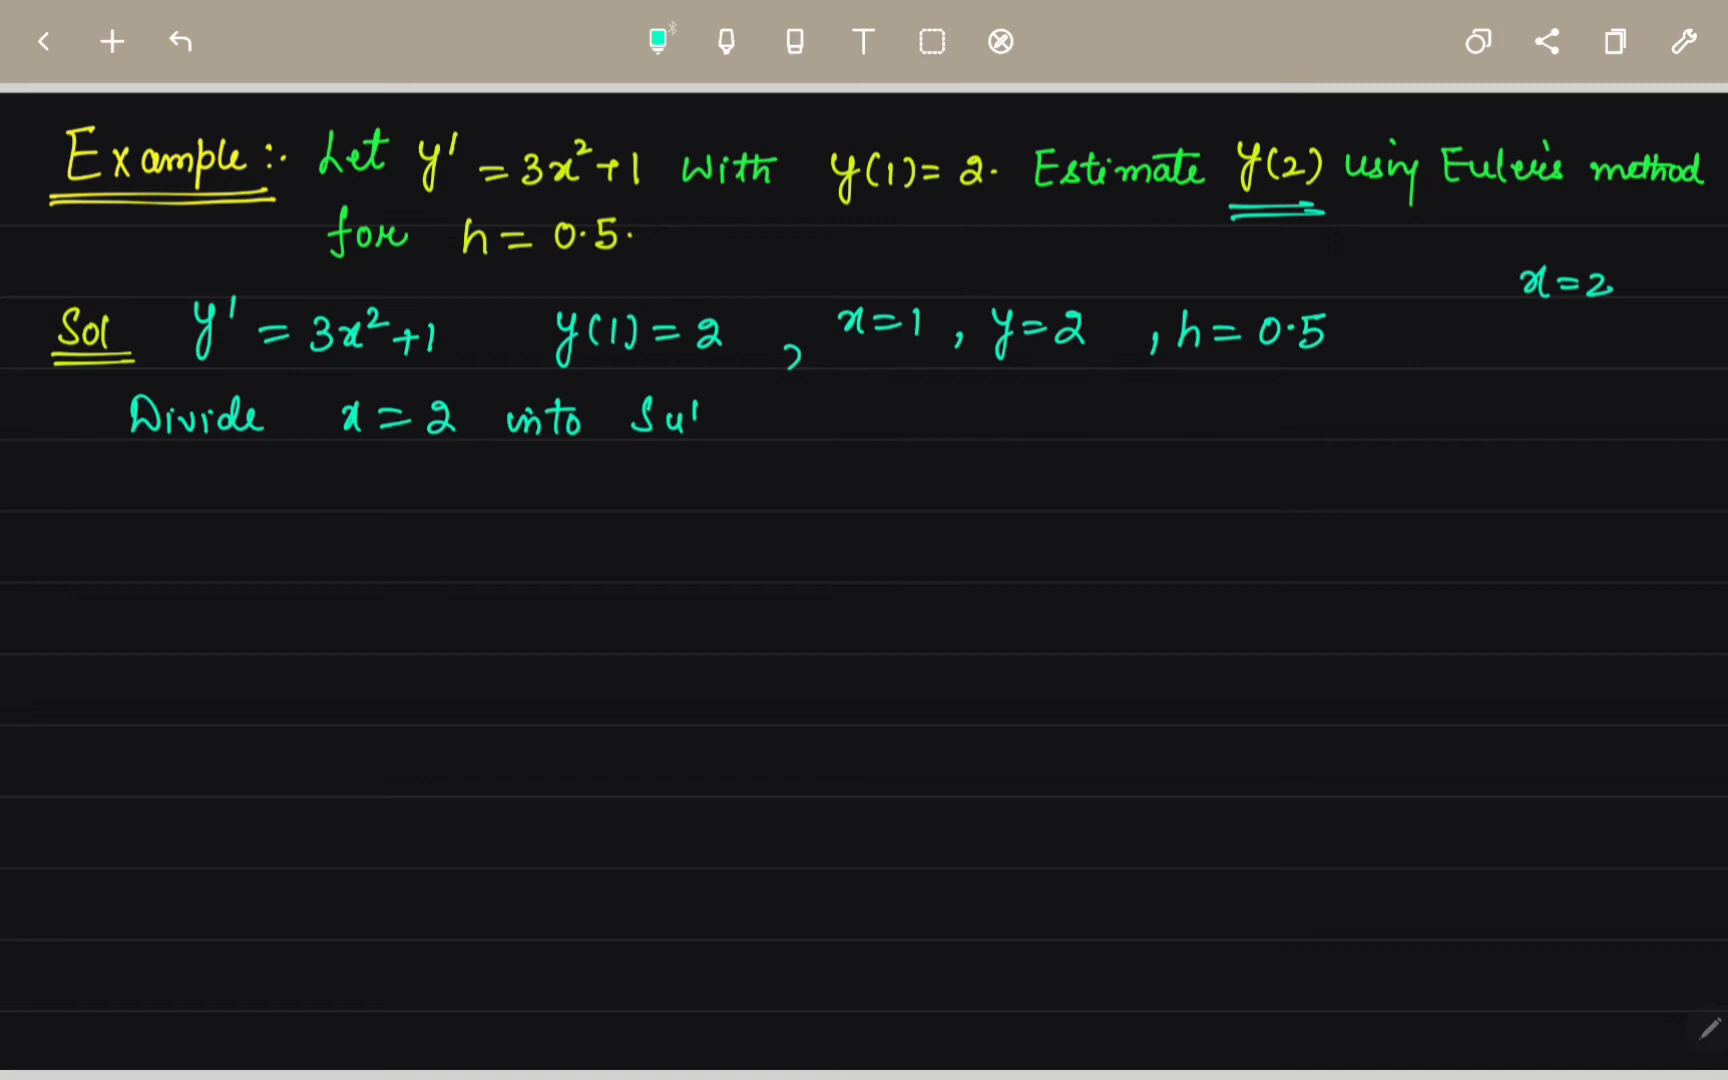 Example:- Let y' = 3x²+1 with y(1)= 2. Estimate y(2) using Euler's method
for h = 0.5.
x=2
Sol y' = 3x²+1 y(1) = 2 , x=1 , y=2 , h = 0.5
Divide x = 2 into